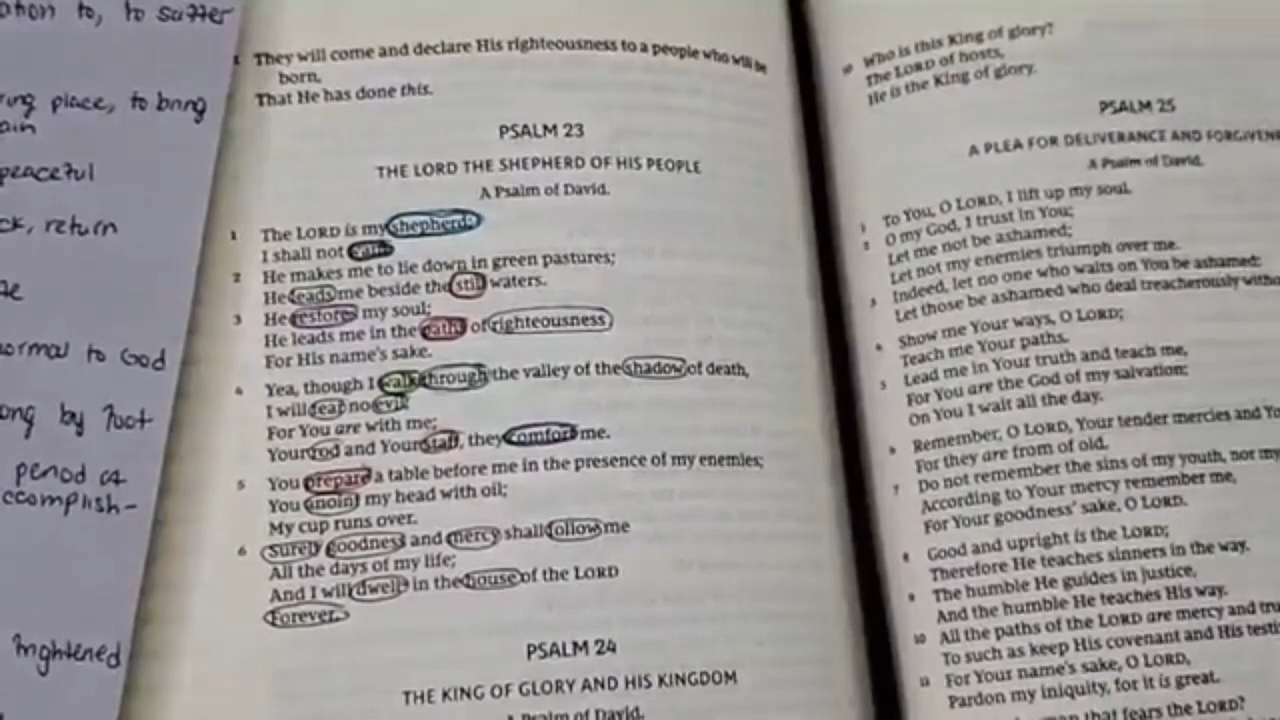 ation to, to suffer
ring place, to bring
ain
peaceful
ck, return
ormal to God
ong by foot
period of
ccomplish-
frightened
They will come and declare His righteousness to a people who will be
born,
That He has done this.
PSALM 23
THE LORD THE SHEPHERD OF HIS PEOPLE
A Psalm of David.
1 The LORD is my shepherd;
I shall not
2 He makes me to lie down in green pastures;
He leads me beside the still waters.
3 He restores my soul;
He leads me in the paths of righteousness
For His name's sake.
4 Yea, though I walk through the valley of the shadow of death,
I will fear no evil;
For You are with me;
Your rod and Your staff, they comfort me.
5 You prepare a table before me in the presence of my enemies;
You anoint my head with oil;
My cup runs over.
6 Surely goodness and mercy shall follow me
All the days of my life;
And I will dwell in the house of the LORD
Forever.
PSALM 24
THE KING OF GLORY AND HIS KINGDOM
A Psalm of David.
10 Who is this King of glory?
The LORD of hosts,
He is the King of glory.
PSALM 25
A PLEA FOR DELIVERANCE AND FORGIVENE
A Psalm of David.
1 To You, O LORD, I lift up my soul.
2 O my God, I trust in You;
Let me not be ashamed;
Let not my enemies triumph over me.
3 Indeed, let no one who waits on You be ashamed;
Let those be ashamed who deal treacherously witho
4 Show me Your ways, O LORD;
Teach me Your paths.
5 Lead me in Your truth and teach me,
For You are the God of my salvation;
On You I wait all the day.
6 Remember, O LORD, Your tender mercies and Yo
For they are from of old.
7 Do not remember the sins of my youth, nor my
According to Your mercy remember me,
For Your goodness' sake, O LORD.
8 Good and upright is the LORD;
Therefore He teaches sinners in the way.
9 The humble He guides in justice,
And the humble He teaches His way.
10 All the paths of the LORD are mercy and tru
To such as keep His covenant and His testi
11 For Your name's sake, O LORD,
Pardon my iniquity, for it is great.
man that fears the LORD?